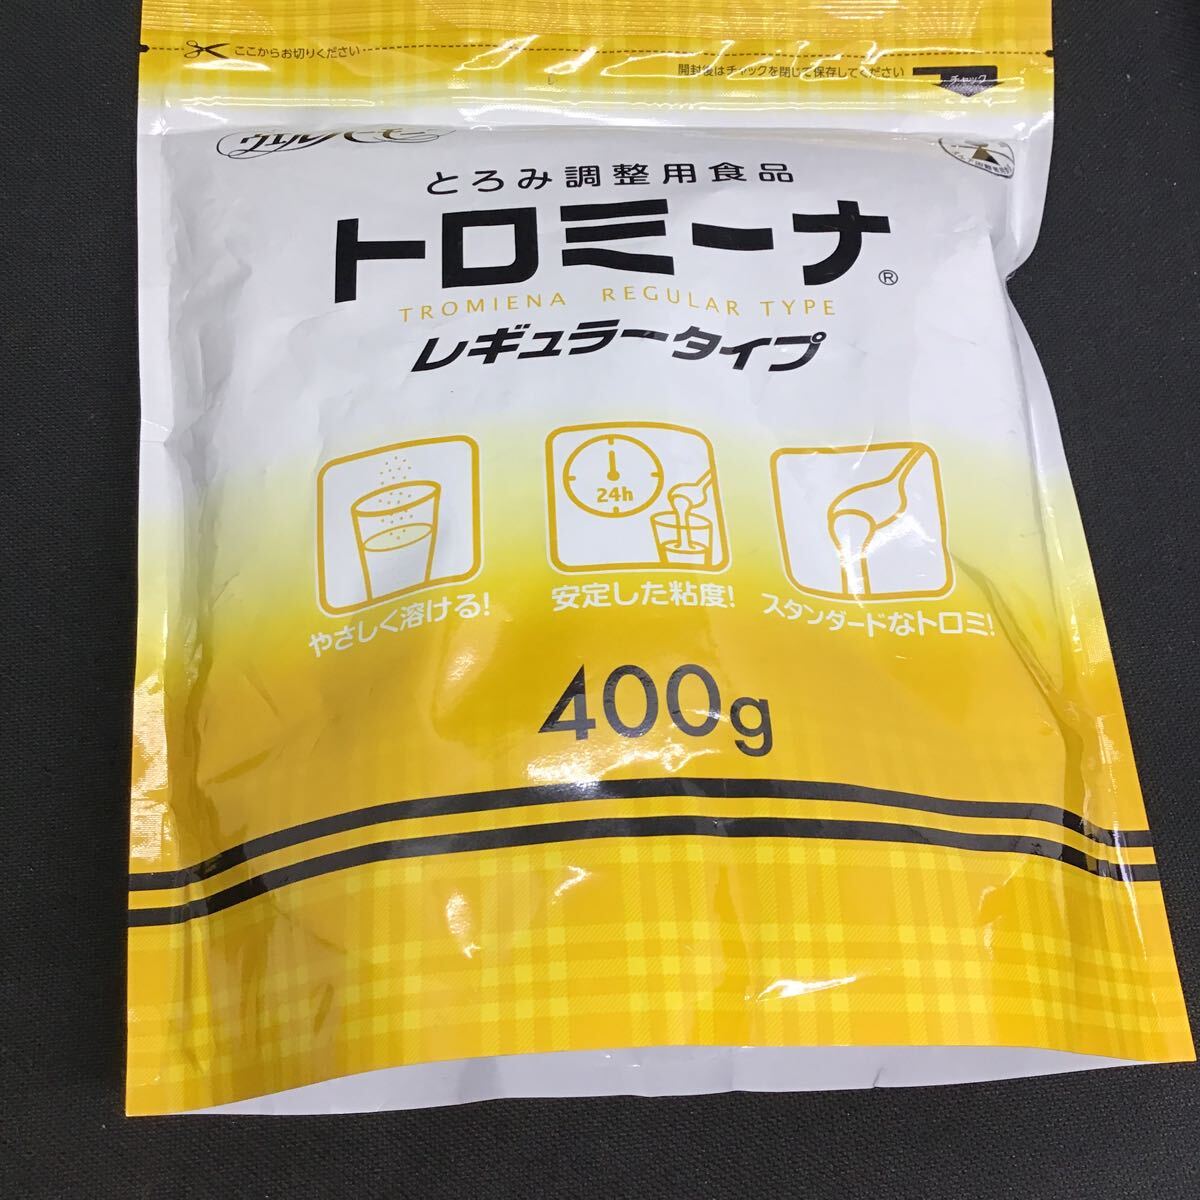 ここからお切りください
開封後はチャックを閉じて保存してください
チャック
ウェルハーモニー
とろみ調整用食品
トロミーナ®
TROMIENA REGULAR TYPE
レギュラータイプ
24h
やさしく溶ける!
安定した粘度!
スタンダードなトロミ!
400g